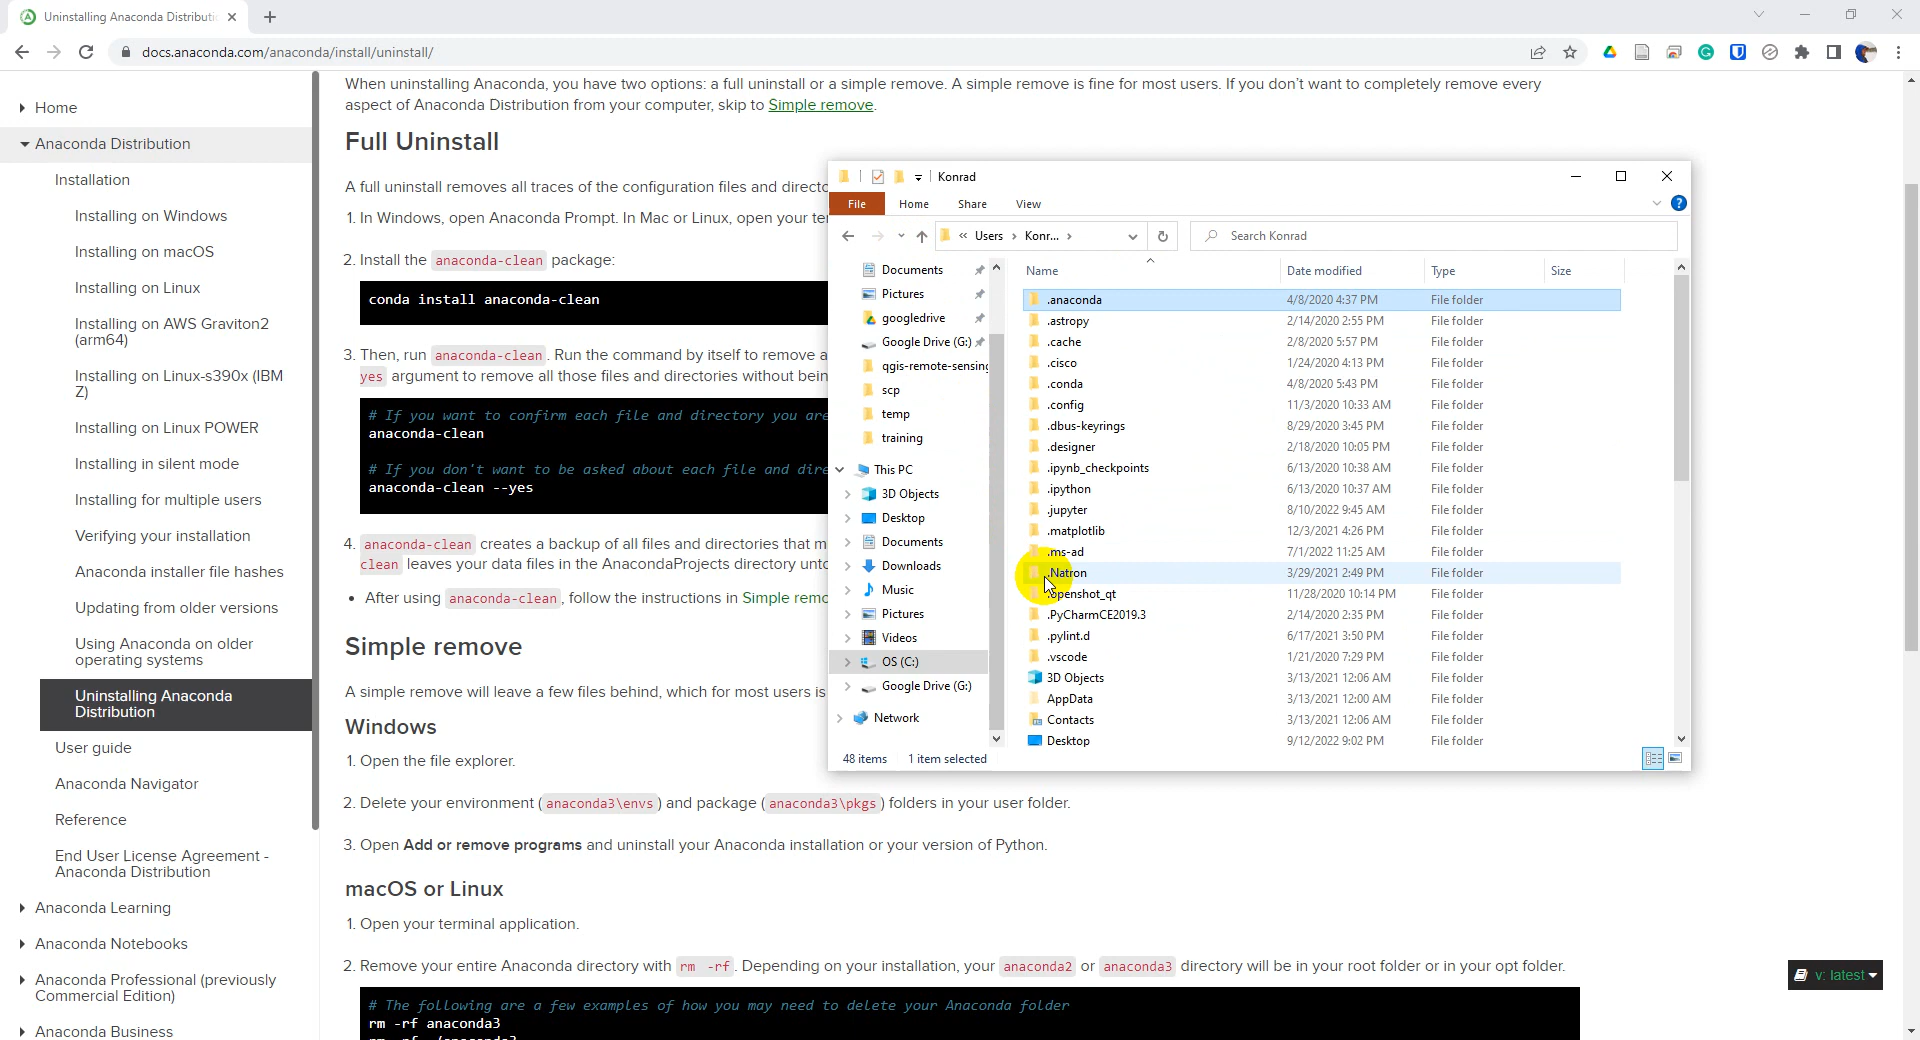 Uninstalling Anaconda Distributi
docs.anaconda.com/anaconda/install/uninstall/
Home
Anaconda Distribution
Installation
Installing on Windows
Installing on macOS
Installing on Linux
Installing on AWS Graviton2
(arm64)
Installing on Linux-s390x (IBM
Z)
Installing on Linux POWER
Installing in silent mode
Installing for multiple users
Verifying your installation
Anaconda installer file hashes
Updating from older versions
Using Anaconda on older
operating systems
Uninstalling Anaconda
Distribution
User guide
Anaconda Navigator
Reference
End User License Agreement -
Anaconda Distribution
Anaconda Learning
Anaconda Notebooks
Anaconda Professional (previously
Commercial Edition)
Anaconda Business
When uninstalling Anaconda, you have two options: a full uninstall or a simple remove. A simple remove is fine for most users. If you don't want to completely remove every
aspect of Anaconda Distribution from your computer, skip to Simple remove.
Full Uninstall
A full uninstall removes all traces of the configuration files and directo
1. In Windows, open Anaconda Prompt. In Mac or Linux, open your te
2. Install the anaconda-clean package:
conda install anaconda-clean
3. Then, run anaconda-clean. Run the command by itself to remove a
yes argument to remove all those files and directories without bein
# If you want to confirm each file and directory you are
anaconda-clean
# If you don't want to be asked about each file and dire
anaconda-clean --yes
4. anaconda-clean creates a backup of all files and directories that m
clean leaves your data files in the AnacondaProjects directory unto
• After using anaconda-clean, follow the instructions in Simple remo
Simple remove
A simple remove will leave a few files behind, which for most users is
Windows
1. Open the file explorer.
2. Delete your environment (anaconda3\envs) and package (anaconda3\pkgs) folders in your user folder.
3. Open Add or remove programs and uninstall your Anaconda installation or your version of Python.
macOS or Linux
1. Open your terminal application.
2. Remove your entire Anaconda directory with rm -rf. Depending on your installation, your anaconda2 or anaconda3 directory will be in your root folder or in your opt folder.
# The following are a few examples of how you may need to delete your Anaconda folder
rm -rf anaconda3
v: latest
Konrad
File Home Share View
« Users › Konr... ›
Search Konrad
Documents
Pictures
googledrive
Google Drive (G:)
qgis-remote-sensing
scp
temp
training
This PC
3D Objects
Desktop
Documents
Downloads
Music
Pictures
Videos
OS (C:)
Google Drive (G:)
Network
Name Date modified Type Size
.anaconda 4/8/2020 4:37 PM File folder
.astropy 2/14/2020 2:55 PM File folder
.cache 2/8/2020 5:57 PM File folder
.cisco 1/24/2020 4:13 PM File folder
.conda 4/8/2020 5:43 PM File folder
.config 11/3/2020 10:33 AM File folder
.dbus-keyrings 8/29/2020 3:45 PM File folder
.designer 2/18/2020 10:05 PM File folder
.ipynb_checkpoints 6/13/2020 10:38 AM File folder
.ipython 6/13/2020 10:37 AM File folder
.jupyter 8/10/2022 9:45 AM File folder
.matplotlib 12/3/2021 4:26 PM File folder
.ms-ad 7/1/2022 11:25 AM File folder
.Natron 3/29/2021 2:49 PM File folder
.openshot_qt 11/28/2020 10:14 PM File folder
.PyCharmCE2019.3 2/14/2020 2:35 PM File folder
.pylint.d 6/17/2021 3:50 PM File folder
.vscode 1/21/2020 7:29 PM File folder
3D Objects 3/13/2021 12:06 AM File folder
AppData 3/13/2021 12:00 AM File folder
Contacts 3/13/2021 12:06 AM File folder
Desktop 9/12/2022 9:02 PM File folder
48 items 1 item selected